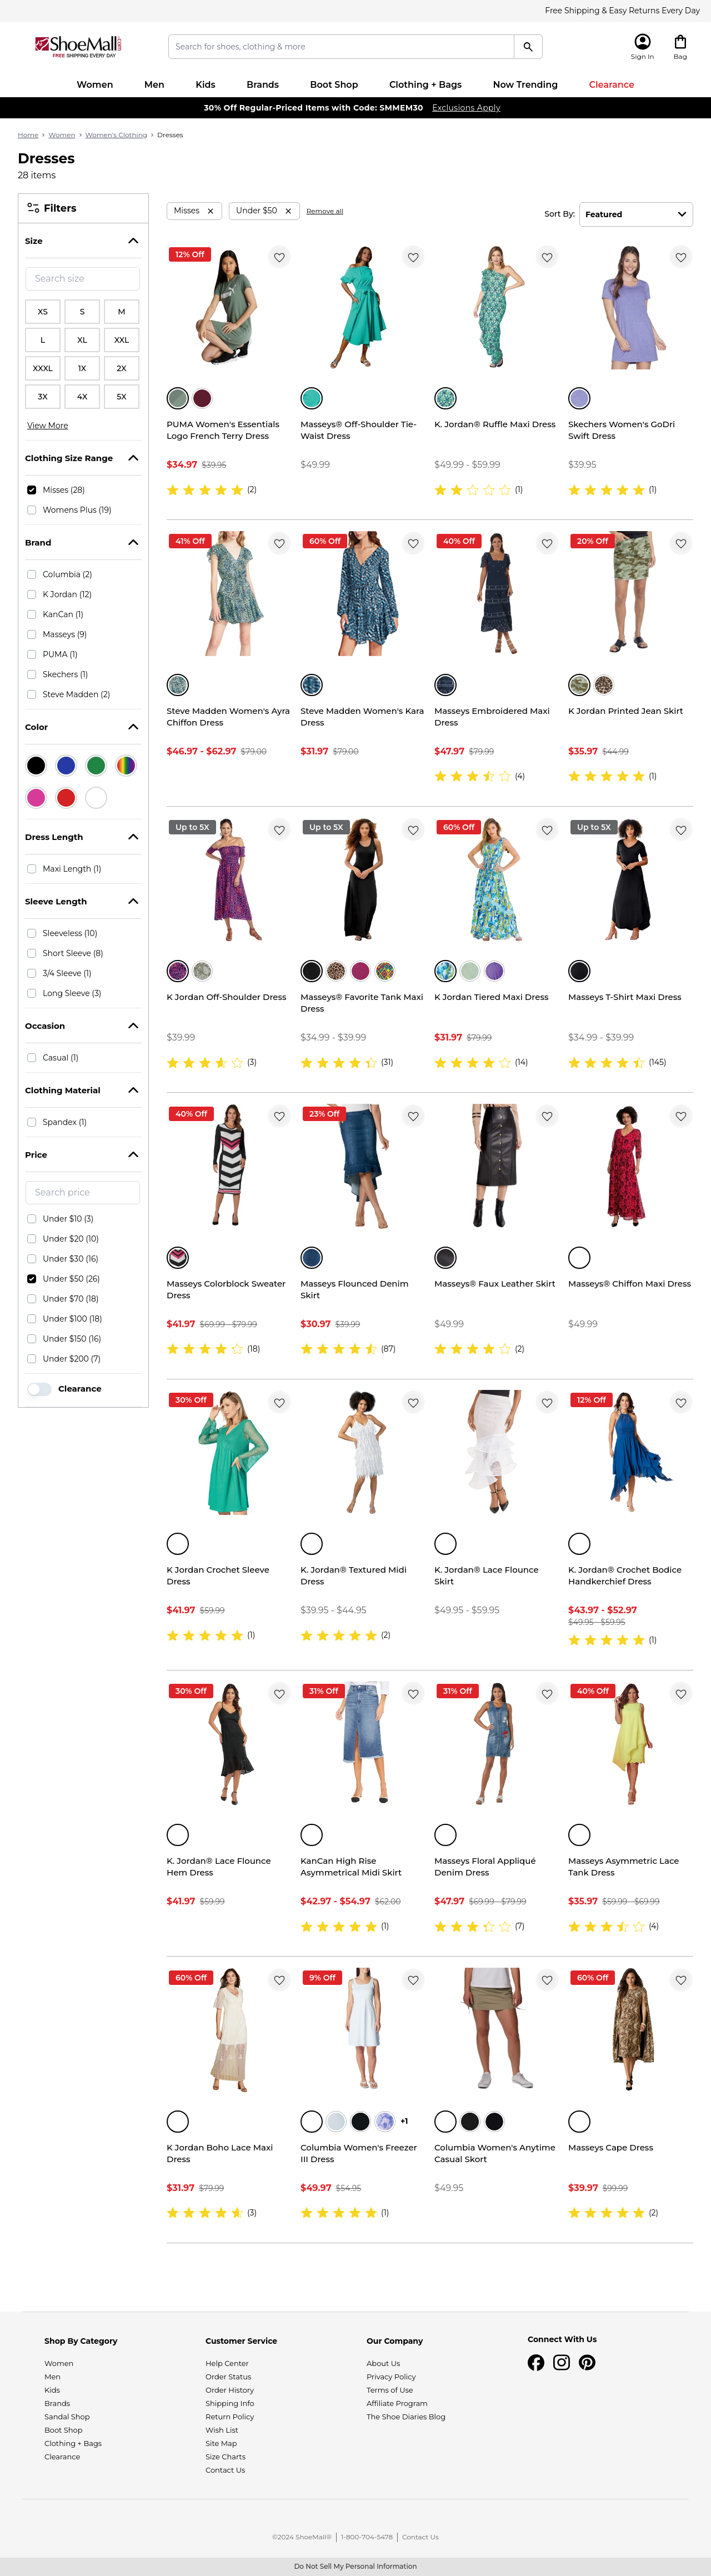 Free Shipping & Easy Returns Every Day
ShoeMall
FREE SHIPPING EVERY DAY
Search for shoes, clothing & more
Sign In
Bag
Women Men Kids Brands Boot Shop Clothing + Bags Now Trending Clearance
30% Off Regular-Priced Items with Code: SMMEM30 Exclusions Apply
Home › Women › Women's Clothing › Dresses
Dresses
28 items
Filters
Size
Search size
XS S M
L XL XXL
XXXL 1X 2X
3X 4X 5X
View More
Clothing Size Range
Misses (28)
Womens Plus (19)
Brand
Columbia (2)
K Jordan (12)
KanCan (1)
Masseys (9)
PUMA (1)
Skechers (1)
Steve Madden (2)
Color
Dress Length
Maxi Length (1)
Sleeve Length
Sleeveless (10)
Short Sleeve (8)
3/4 Sleeve (1)
Long Sleeve (3)
Occasion
Casual (1)
Clothing Material
Spandex (1)
Price
Search price
Under $10 (3)
Under $20 (10)
Under $30 (16)
Under $50 (26)
Under $70 (18)
Under $100 (18)
Under $150 (16)
Under $200 (7)
Clearance
Misses × Under $50 × Remove all
Sort By: Featured
12% Off
PUMA Women's Essentials
Logo French Terry Dress
$34.97 $39.95
(2)
Masseys® Off-Shoulder Tie-
Waist Dress
$49.99
K. Jordan® Ruffle Maxi Dress
$49.99 - $59.99
(1)
Skechers Women's GoDri
Swift Dress
$39.95
(1)
41% Off
Steve Madden Women's Ayra
Chiffon Dress
$46.97 - $62.97 $79.00
60% Off
Steve Madden Women's Kara
Dress
$31.97 $79.00
40% Off
Masseys Embroidered Maxi
Dress
$47.97 $79.99
(4)
20% Off
K Jordan Printed Jean Skirt
$35.97 $44.99
(1)
Up to 5X
K Jordan Off-Shoulder Dress
$39.99
(3)
Up to 5X
Masseys® Favorite Tank Maxi
Dress
$34.99 - $39.99
(31)
60% Off
K Jordan Tiered Maxi Dress
$31.97 $79.99
(14)
Up to 5X
Masseys T-Shirt Maxi Dress
$34.99 - $39.99
(145)
40% Off
Masseys Colorblock Sweater
Dress
$41.97 $69.99 - $79.99
(18)
23% Off
Masseys Flounced Denim
Skirt
$30.97 $39.99
(87)
Masseys® Faux Leather Skirt
$49.99
(2)
Masseys® Chiffon Maxi Dress
$49.99
30% Off
K Jordan Crochet Sleeve
Dress
$41.97 $59.99
(1)
K. Jordan® Textured Midi
Dress
$39.95 - $44.95
(2)
K. Jordan® Lace Flounce
Skirt
$49.95 - $59.95
12% Off
K. Jordan® Crochet Bodice
Handkerchief Dress
$43.97 - $52.97
$49.95 - $59.95
(1)
30% Off
K. Jordan® Lace Flounce
Hem Dress
$41.97 $59.99
31% Off
KanCan High Rise
Asymmetrical Midi Skirt
$42.97 - $54.97 $62.00
(1)
31% Off
Masseys Floral Appliqué
Denim Dress
$47.97 $69.99 - $79.99
(7)
40% Off
Masseys Asymmetric Lace
Tank Dress
$35.97 $59.99 - $69.99
(4)
60% Off
K Jordan Boho Lace Maxi
Dress
$31.97 $79.99
(3)
9% Off
+1
Columbia Women's Freezer
III Dress
$49.97 $54.95
(1)
Columbia Women's Anytime
Casual Skort
$49.95
60% Off
Masseys Cape Dress
$39.97 $99.99
(2)
Shop By Category
Women
Men
Kids
Brands
Sandal Shop
Boot Shop
Clothing + Bags
Clearance
Customer Service
Help Center
Order Status
Order History
Shipping Info
Return Policy
Wish List
Site Map
Size Charts
Contact Us
Our Company
About Us
Privacy Policy
Terms of Use
Affiliate Program
The Shoe Diaries Blog
Connect With Us
©2024 ShoeMall® | 1-800-704-5478 | Contact Us
Do Not Sell My Personal Information